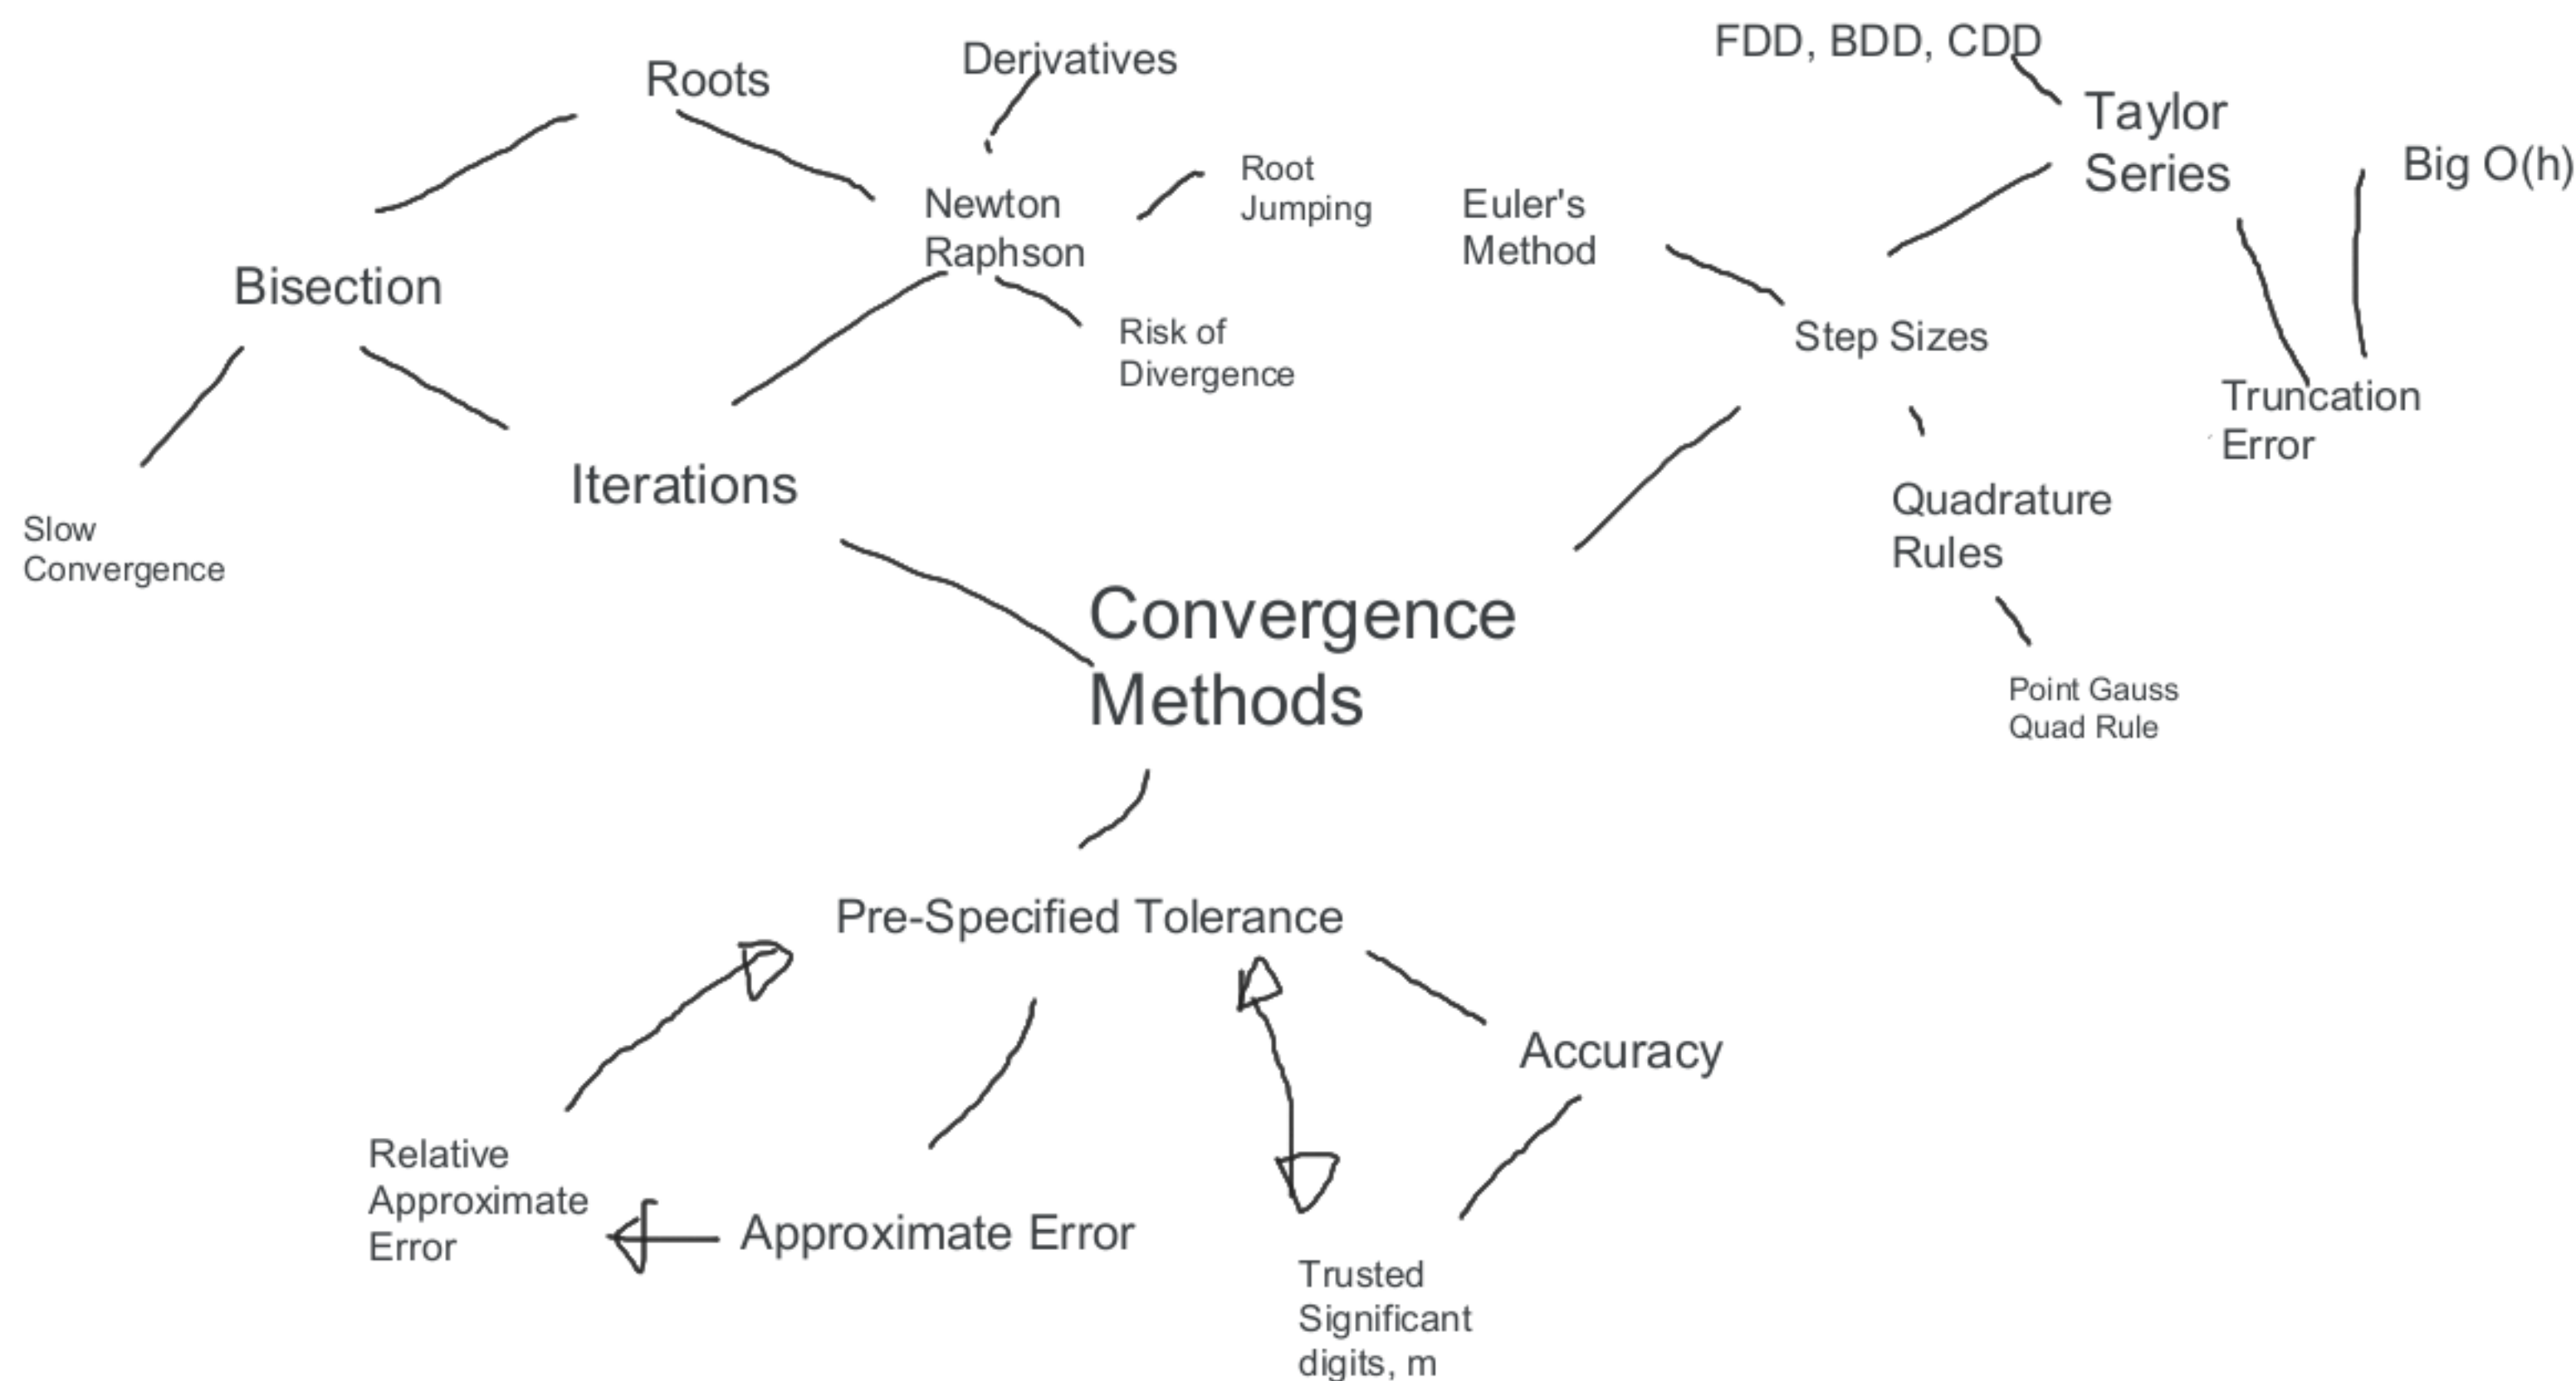 FDD, BDD, CDD
Derivatives
Roots
Taylor
Series
Big O(h)
Root
Jumping
Newton
Raphson
Euler's
Method
Bisection
Risk of
Divergence
Step Sizes
Truncation
Error
Iterations
Quadrature
Rules
Slow
Convergence
Convergence
Methods
Point Gauss
Quad Rule
Pre-Specified Tolerance
Accuracy
Relative
Approximate
Error
Approximate Error
Trusted
Significant
digits, m